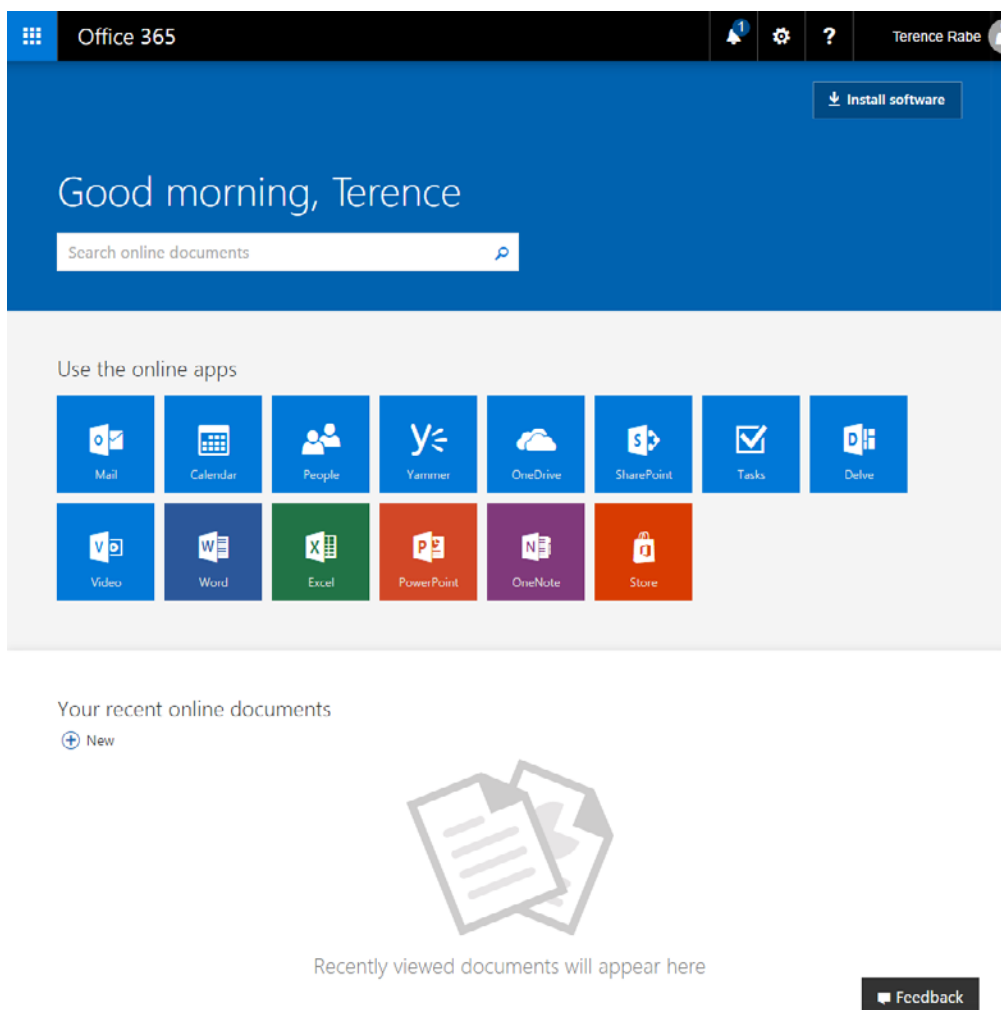 Office 365
1
?
Terence Rabe
Install software
Good morning, Terence
Search online documents
Use the online apps
Mail Calendar People Yammer OneDrive SharePoint Tasks Delve
Video Word Excel PowerPoint OneNote Store
Your recent online documents
New
Recently viewed documents will appear here
Feedback